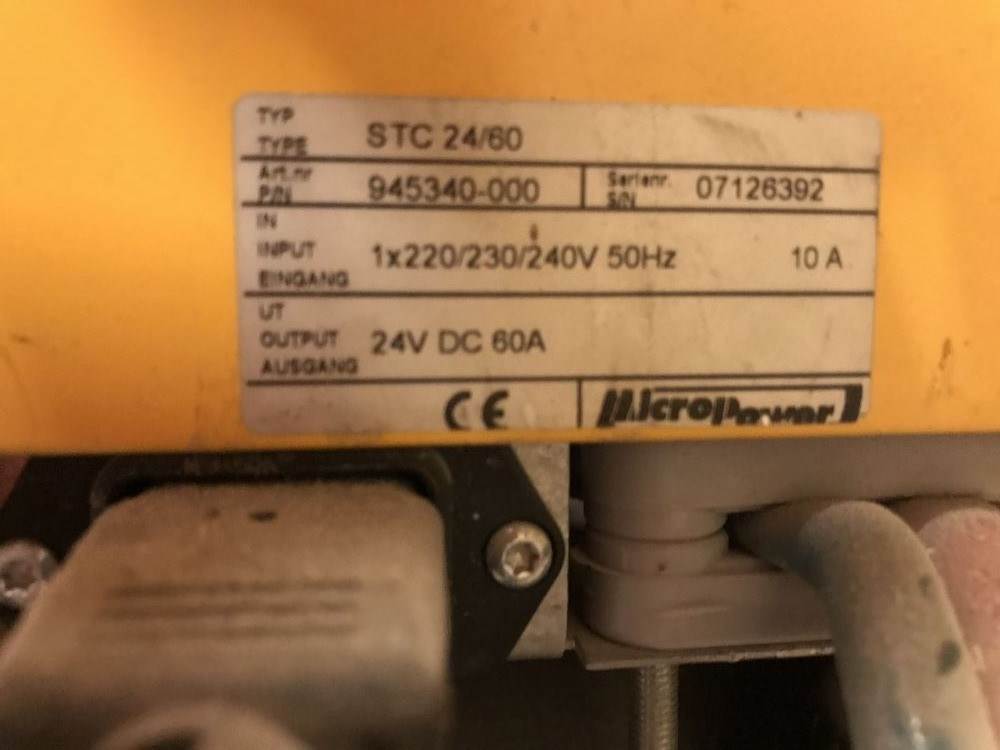 TYP
TYPE STC 24/60
Art.nr
P/N 945340-000 Serienr. S/N 07126392
IN
INPUT 1x220/230/240V 50Hz 10 A
EINGANG
UT
OUTPUT 24V DC 60A
AUSGANG
CE MicroPower